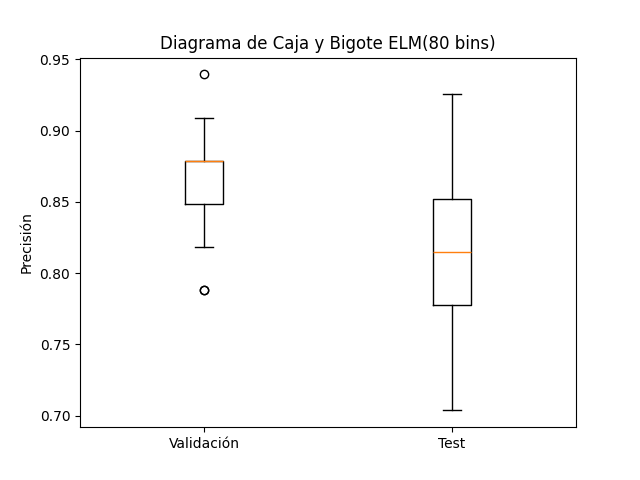 Diagrama de Caja y Bigote ELM(80 bins)
0.95
0.90
0.85
0.80
0.75
0.70
Precisión
Validación
Test